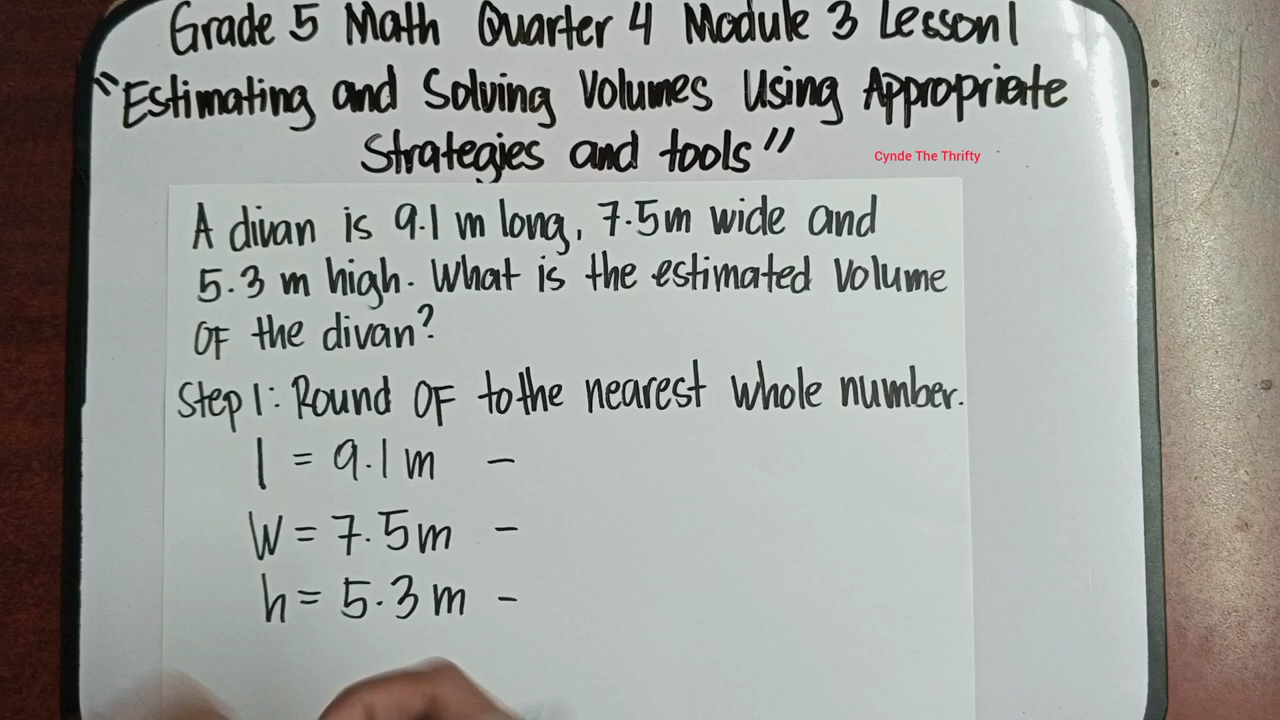 Grade 5 Math Quarter 4 Module 3 Lesson 1
"Estimating and Solving Volumes Using Appropriate
Strategies and tools"
Cynde The Thrifty
A divan is 9.1 m long, 7.5m wide and
5.3 m high. What is the estimated Volume
OF the divan?
Step 1: Round OF to the nearest whole number.
l = 9.1 m -
W = 7.5m -
h = 5.3 m -